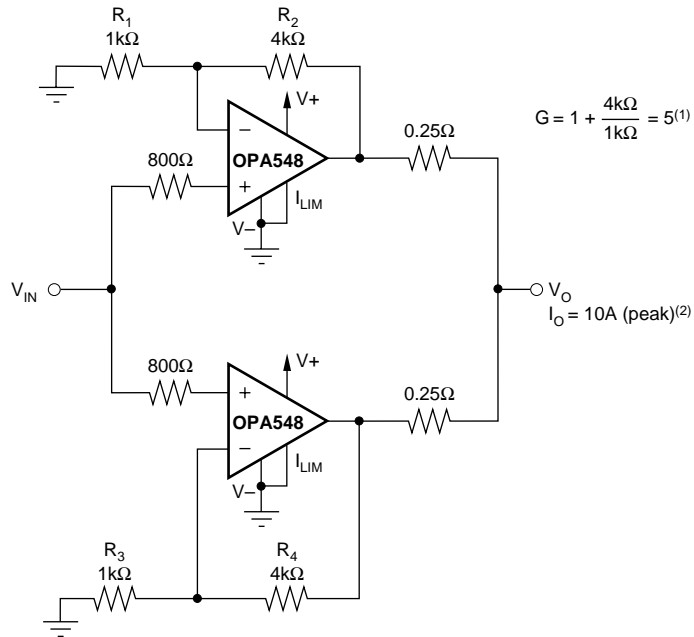 R1
1kΩ
R2
4kΩ
V+
G = 1 + 4kΩ/1kΩ = 5(1)
0.25Ω
800Ω
−
OPA548
+
ILIM
V−
VIN
VO
IO = 10A (peak)(2)
800Ω
V+
0.25Ω
+
OPA548
−
ILIM
V−
R3
1kΩ
R4
4kΩ